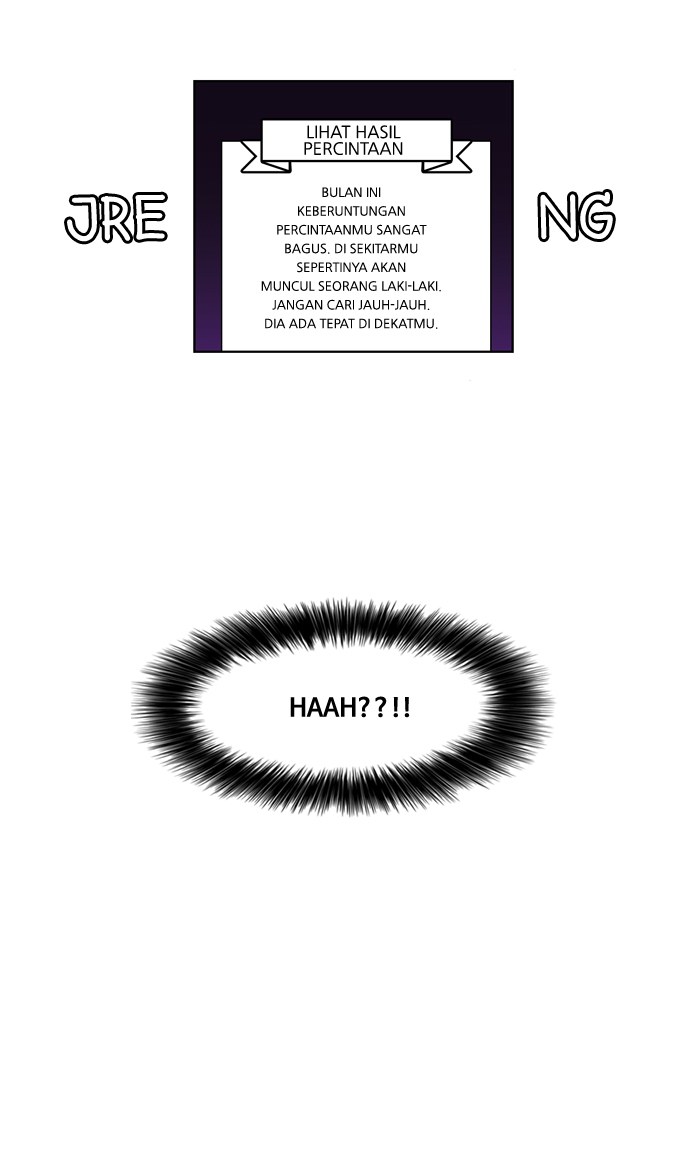 LIHAT HASIL
PERCINTAAN
JRE
NG
BULAN INI
KEBERUNTUNGAN
PERCINTAANMU SANGAT
BAGUS. DI SEKITARMU
SEPERTINYA AKAN
MUNCUL SEORANG LAKI-LAKI.
JANGAN CARI JAUH-JAUH.
DIA ADA TEPAT DI DEKATMU.
HAAH??!!